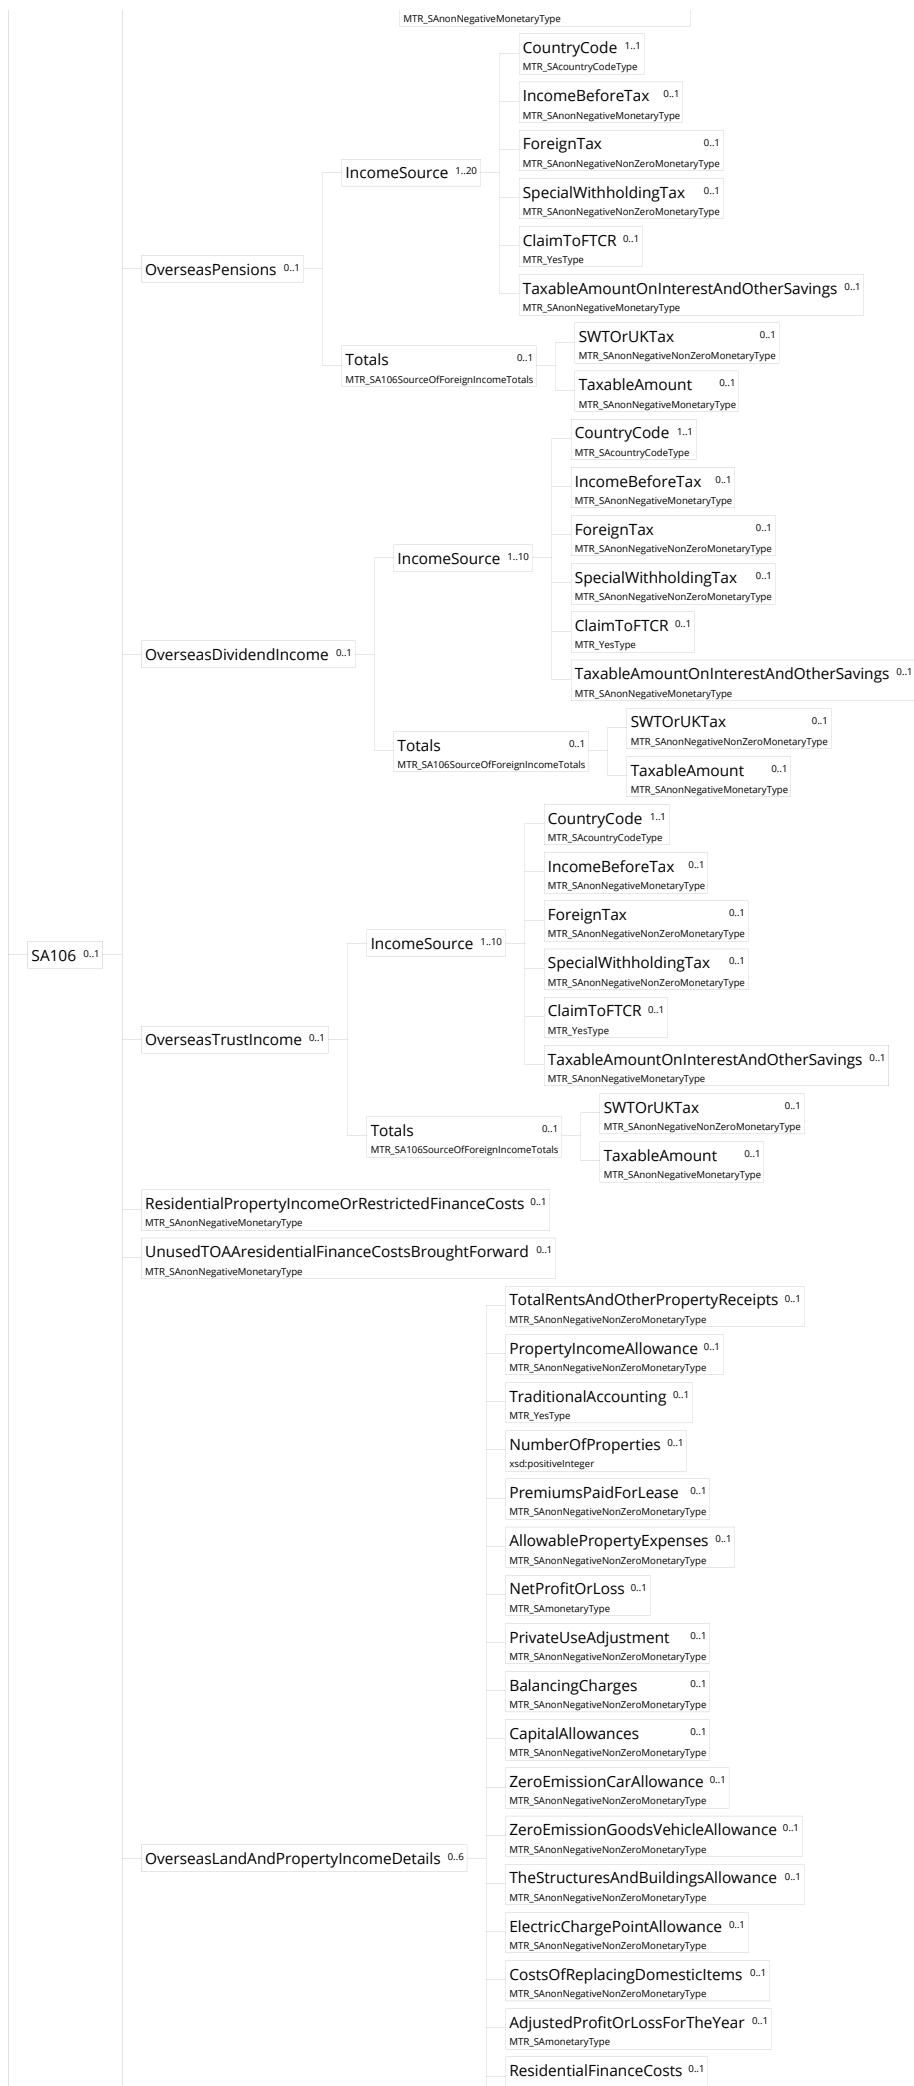 MTR_SAnonNegativeMonetaryType
CountryCode 1..1
MTR_SAcountryCodeType
IncomeBeforeTax 0..1
MTR_SAnonNegativeMonetaryType
ForeignTax 0..1
MTR_SAnonNegativeNonZeroMonetaryType
IncomeSource 1..20
SpecialWithholdingTax 0..1
MTR_SAnonNegativeNonZeroMonetaryType
ClaimToFTCR 0..1
MTR_YesType
OverseasPensions 0..1
TaxableAmountOnInterestAndOtherSavings 0..1
MTR_SAnonNegativeMonetaryType
SWTOrUKTax 0..1
MTR_SAnonNegativeNonZeroMonetaryType
Totals 0..1
MTR_SA106SourceOfForeignIncomeTotals
TaxableAmount 0..1
MTR_SAnonNegativeMonetaryType
CountryCode 1..1
MTR_SAcountryCodeType
IncomeBeforeTax 0..1
MTR_SAnonNegativeMonetaryType
ForeignTax 0..1
MTR_SAnonNegativeNonZeroMonetaryType
IncomeSource 1..10
SpecialWithholdingTax 0..1
MTR_SAnonNegativeNonZeroMonetaryType
ClaimToFTCR 0..1
MTR_YesType
OverseasDividendIncome 0..1
TaxableAmountOnInterestAndOtherSavings 0..1
MTR_SAnonNegativeMonetaryType
SWTOrUKTax 0..1
MTR_SAnonNegativeNonZeroMonetaryType
Totals 0..1
MTR_SA106SourceOfForeignIncomeTotals
TaxableAmount 0..1
MTR_SAnonNegativeMonetaryType
CountryCode 1..1
MTR_SAcountryCodeType
IncomeBeforeTax 0..1
MTR_SAnonNegativeMonetaryType
ForeignTax 0..1
MTR_SAnonNegativeNonZeroMonetaryType
IncomeSource 1..10
SA106 0..1
SpecialWithholdingTax 0..1
MTR_SAnonNegativeNonZeroMonetaryType
ClaimToFTCR 0..1
MTR_YesType
OverseasTrustIncome 0..1
TaxableAmountOnInterestAndOtherSavings 0..1
MTR_SAnonNegativeMonetaryType
SWTOrUKTax 0..1
MTR_SAnonNegativeNonZeroMonetaryType
Totals 0..1
MTR_SA106SourceOfForeignIncomeTotals
TaxableAmount 0..1
MTR_SAnonNegativeMonetaryType
ResidentialPropertyIncomeOrRestrictedFinanceCosts 0..1
MTR_SAnonNegativeMonetaryType
UnusedTOAAresidentialFinanceCostsBroughtForward 0..1
MTR_SAnonNegativeMonetaryType
TotalRentsAndOtherPropertyReceipts 0..1
MTR_SAnonNegativeNonZeroMonetaryType
PropertyIncomeAllowance 0..1
MTR_SAnonNegativeNonZeroMonetaryType
TraditionalAccounting 0..1
MTR_YesType
NumberOfProperties 0..1
xsd:positiveInteger
PremiumsPaidForLease 0..1
MTR_SAnonNegativeNonZeroMonetaryType
AllowablePropertyExpenses 0..1
MTR_SAnonNegativeNonZeroMonetaryType
NetProfitOrLoss 0..1
MTR_SAmonetaryType
PrivateUseAdjustment 0..1
MTR_SAnonNegativeNonZeroMonetaryType
BalancingCharges 0..1
MTR_SAnonNegativeNonZeroMonetaryType
CapitalAllowances 0..1
MTR_SAnonNegativeNonZeroMonetaryType
ZeroEmissionCarAllowance 0..1
MTR_SAnonNegativeNonZeroMonetaryType
ZeroEmissionGoodsVehicleAllowance 0..1
MTR_SAnonNegativeNonZeroMonetaryType
OverseasLandAndPropertyIncomeDetails 0..6
TheStructuresAndBuildingsAllowance 0..1
MTR_SAnonNegativeNonZeroMonetaryType
ElectricChargePointAllowance 0..1
MTR_SAnonNegativeNonZeroMonetaryType
CostsOfReplacingDomesticItems 0..1
MTR_SAnonNegativeNonZeroMonetaryType
AdjustedProfitOrLossForTheYear 0..1
MTR_SAmonetaryType
ResidentialFinanceCosts 0..1